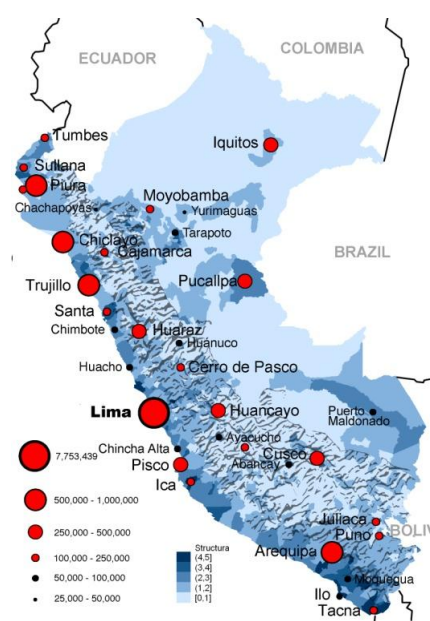 COLOMBIA
ECUADOR
Tumbes
Iquitos
Sullana
Piura
Moyobamba
Chachapoyas
Yurimaguas
Tarapoto
Chiclayo
Cajamarca
BRAZIL
Pucallpa
Trujillo
Santa
Chimbote
Huaraz
Huánuco
Huacho
Cerro de Pasco
Lima
Huancayo
Puerto
Maldonado
Ayacucho
Chincha Alta
Cusco
Pisco
Abancay
Ica
7,753,439
500,000 - 1,000,000
250,000 - 500,000
100,000 - 250,000
50,000 - 100,000
25,000 - 50,000
Juliaca
Puno
BOLIV
Arequipa
Moquegua
Ilo
Tacna
Structura
(4,5]
(3,4]
(2,3]
(1,2]
[0,1]